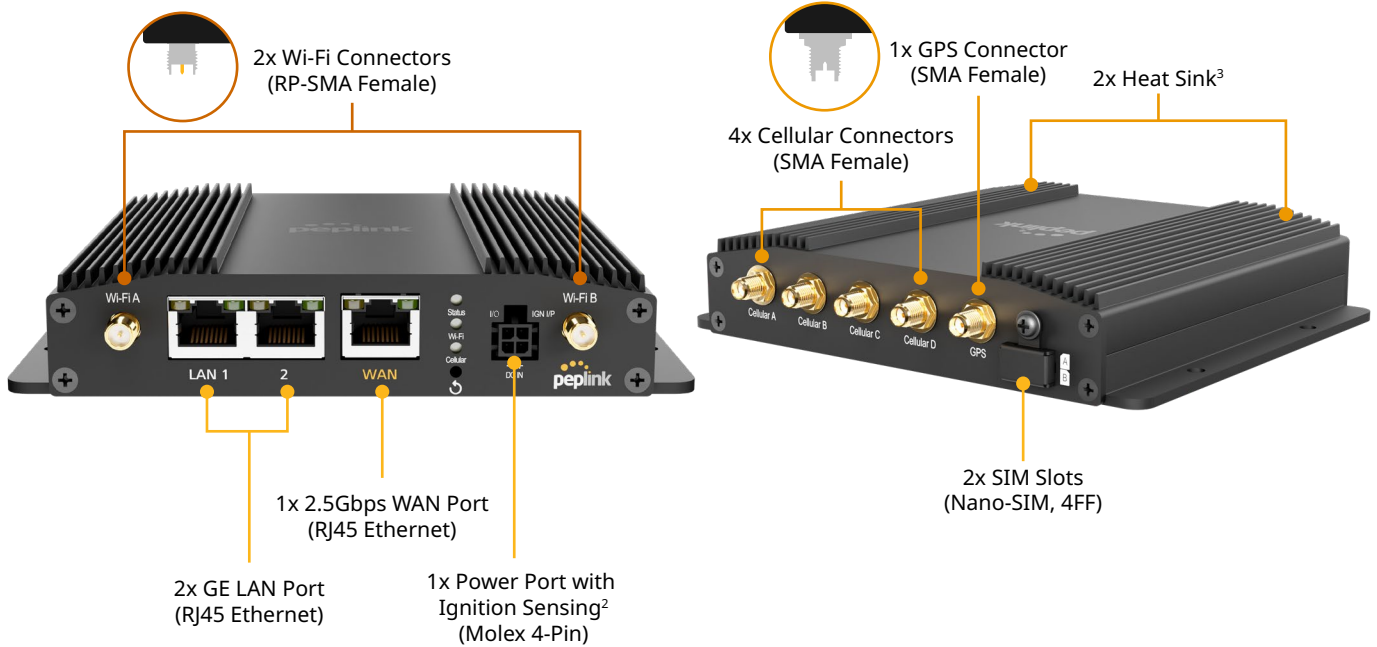 2x Wi-Fi Connectors
(RP-SMA Female)
peplink
Wi-Fi A
Wi-Fi B
LAN 1
2
WAN
Status
Wi-Fi
Cellular
I/O
IGN I/P
DC IN
peplink
2x GE LAN Port
(RJ45 Ethernet)
1x 2.5Gbps WAN Port
(RJ45 Ethernet)
1x Power Port with
Ignition Sensing²
(Molex 4-Pin)
1x GPS Connector
(SMA Female)
2x Heat Sink³
4x Cellular Connectors
(SMA Female)
peplink
Cellular A
Cellular B
Cellular C
Cellular D
GPS
A
B
2x SIM Slots
(Nano-SIM, 4FF)